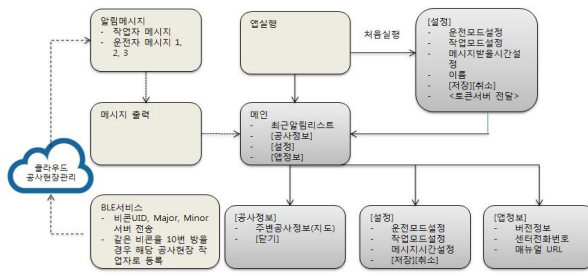 알림메시지
- 작업자 메시지
- 운전자 메시지 1,
2, 3
앱실행
처음실행
[설정]
- 운전모드설정
- 작업모드설정
- 메시지받을시간설
정
- 이름
- [저장][취소]
- <토큰서버 전달>
메시지 출력
메인
- 최근알림리스트
- [공사정보]
- [설정]
- [앱정보]
클라우드
공사현장관리
BLE서비스
- 비콘UID, Major, Minor
서버 전송
- 같은 비콘을 10번 방을
경우 해당 공사현장 작
업자로 등록
[공사정보]
- 주변공사정보(지도)
- [닫기]
[설정]
- 운전모드설정
- 작업모드설정
- 메시지시간설정
- [저장][취소]
[앱정보]
- 버전정보
- 센터전화번호
- 매뉴얼 URL